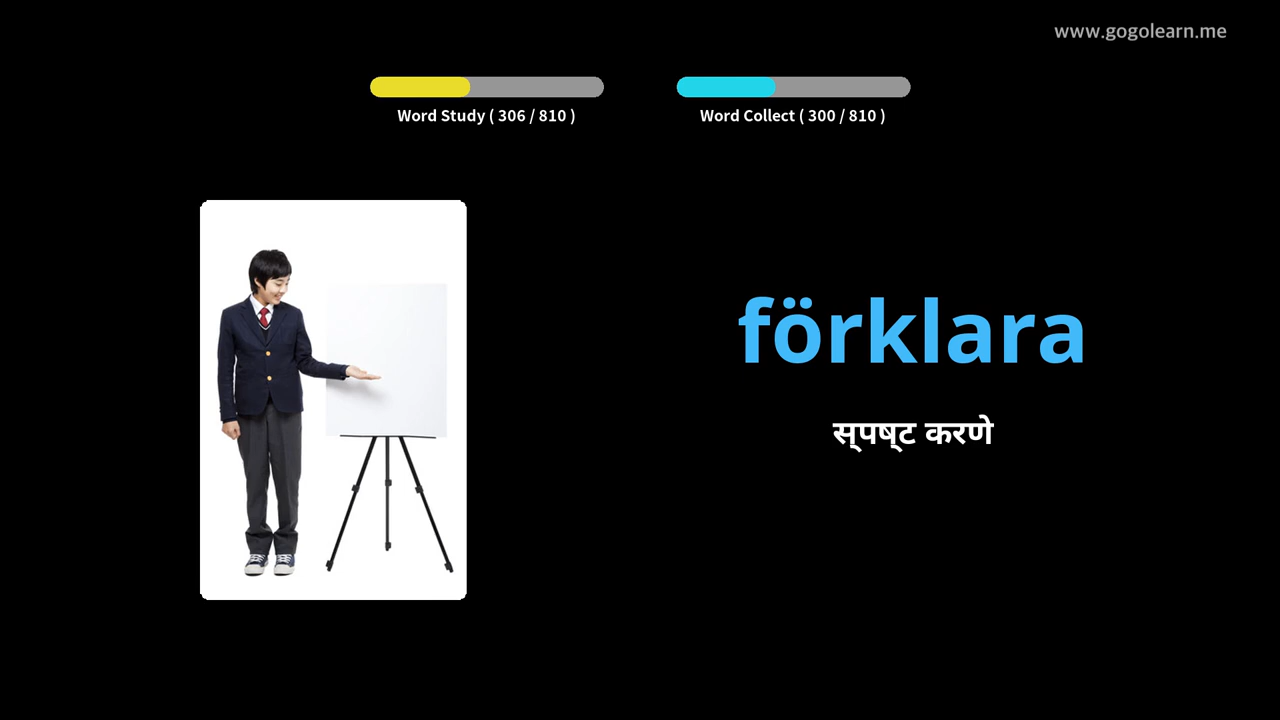 www.gogolearn.me
Word Study ( 306 / 810 )
Word Collect ( 300 / 810 )
förklara
स्पष्ट करणे